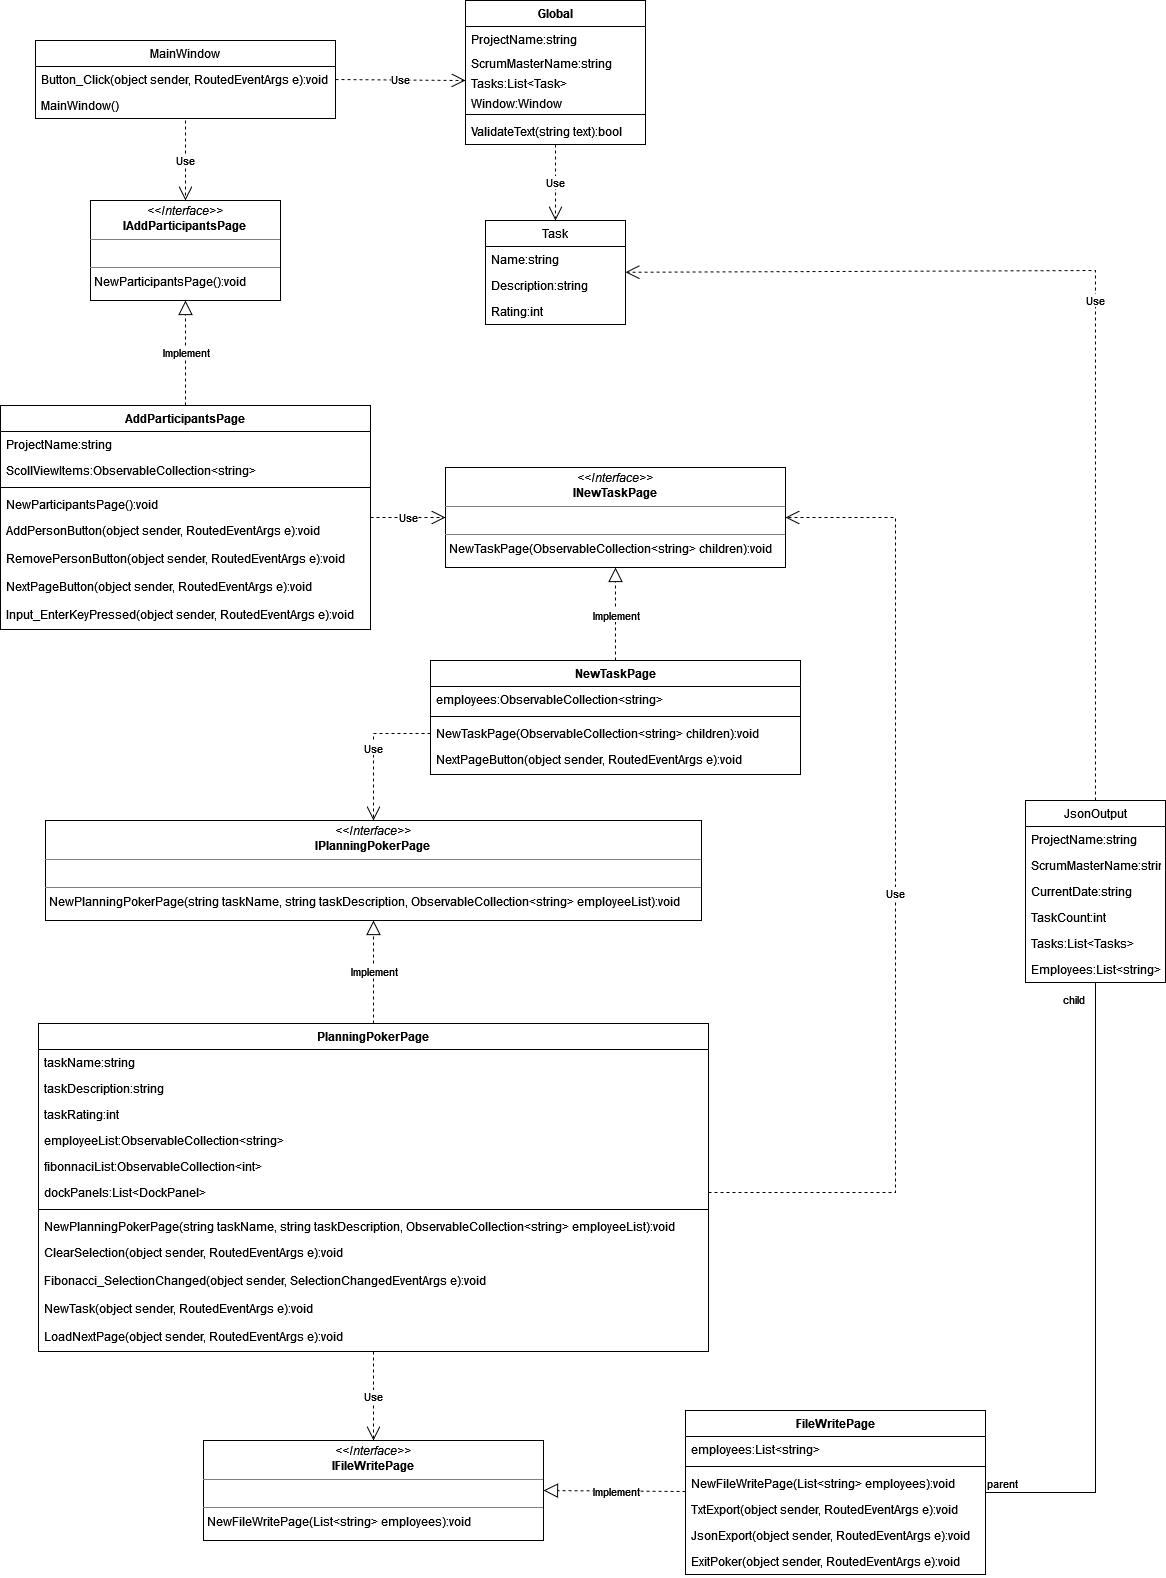 Global
ProjectName:string
ScrumMasterName:string
Tasks:List<Task>
Window:Window
ValidateText(string text):bool
MainWindow
Button_Click(object sender, RoutedEventArgs e):void
MainWindow()
Use
Use
Use
<<Interface>>
IAddParticipantsPage
NewParticipantsPage():void
Task
Name:string
Description:string
Rating:int
Use
Implement
AddParticipantsPage
ProjectName:string
ScollViewItems:ObservableCollection<string>
NewParticipantsPage():void
AddPersonButton(object sender, RoutedEventArgs e):void
RemovePersonButton(object sender, RoutedEventArgs e):void
NextPageButton(object sender, RoutedEventArgs e):void
Input_EnterKeyPressed(object sender, RoutedEventArgs e):void
Use
<<Interface>>
INewTaskPage
NewTaskPage(ObservableCollection<string> children):void
Implement
NewTaskPage
employees:ObservableCollection<string>
NewTaskPage(ObservableCollection<string> children):void
NextPageButton(object sender, RoutedEventArgs e):void
Use
<<Interface>>
IPlanningPokerPage
NewPlanningPokerPage(string taskName, string taskDescription, ObservableCollection<string> employeeList):void
Use
JsonOutput
ProjectName:string
ScrumMasterName:strin
CurrentDate:string
TaskCount:int
Tasks:List<Tasks>
Employees:List<string>
child
Implement
PlanningPokerPage
taskName:string
taskDescription:string
taskRating:int
employeeList:ObservableCollection<string>
fibonnaciList:ObservableCollection<int>
dockPanels:List<DockPanel>
NewPlanningPokerPage(string taskName, string taskDescription, ObservableCollection<string> employeeList):void
ClearSelection(object sender, RoutedEventArgs e):void
Fibonacci_SelectionChanged(object sender, SelectionChangedEventArgs e):void
NewTask(object sender, RoutedEventArgs e):void
LoadNextPage(object sender, RoutedEventArgs e):void
Use
<<Interface>>
IFileWritePage
NewFileWritePage(List<string> employees):void
Implement
FileWritePage
employees:List<string>
NewFileWritePage(List<string> employees):void
TxtExport(object sender, RoutedEventArgs e):void
JsonExport(object sender, RoutedEventArgs e):void
ExitPoker(object sender, RoutedEventArgs e):void
parent